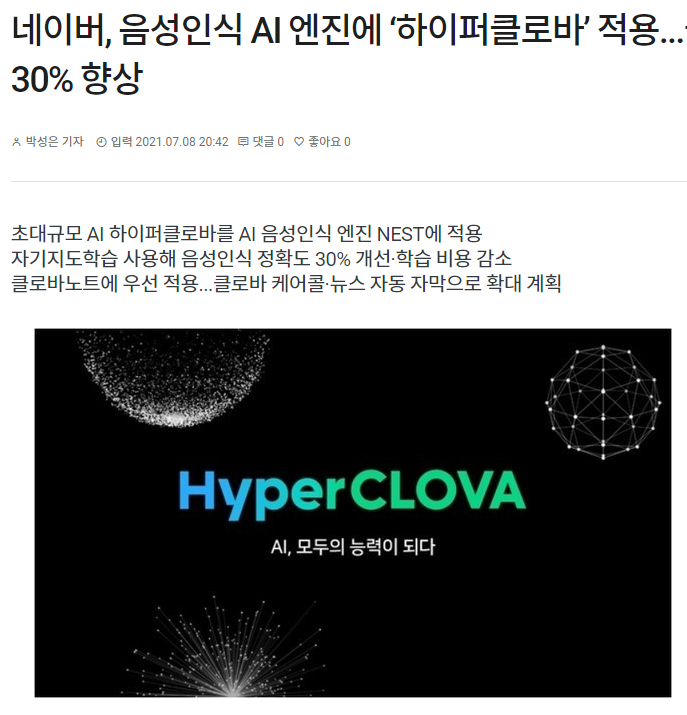 네이버, 음성인식 AI 엔진에 ‘하이퍼클로바’ 적용...
30% 향상
박성은 기자 입력 2021.07.08 20:42 댓글 0 좋아요 0
초대규모 AI 하이퍼클로바를 AI 음성인식 엔진 NEST에 적용
자기지도학습 사용해 음성인식 정확도 30% 개선·학습 비용 감소
클로바노트에 우선 적용...클로바 케어콜·뉴스 자동 자막으로 확대 계획
HyperCLOVA
AI, 모두의 능력이 되다